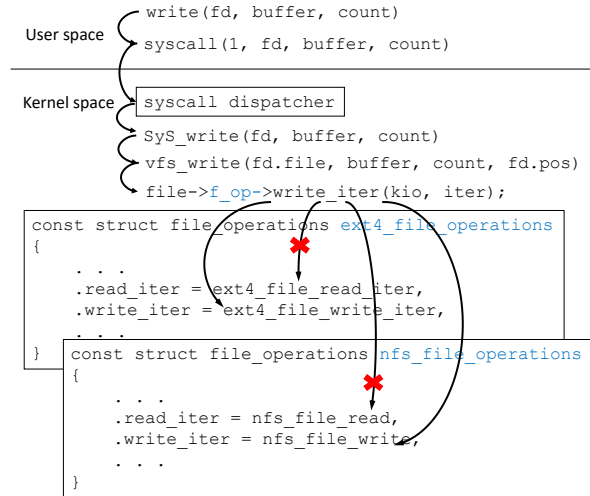 write(fd, buffer, count)
User space
syscall(1, fd, buffer, count)
Kernel space
syscall dispatcher
SyS_write(fd, buffer, count)
vfs_write(fd.file, buffer, count, fd.pos)
file->f_op->write_iter(kio, iter);
const struct file_operations ext4_file_operations
{
. . .
.read_iter = ext4_file_read_iter,
.write_iter = ext4_file_write_iter,
. . .
}
const struct file_operations nfs_file_operations
{
. . .
.read_iter = nfs_file_read,
.write_iter = nfs_file_write,
. . .
}